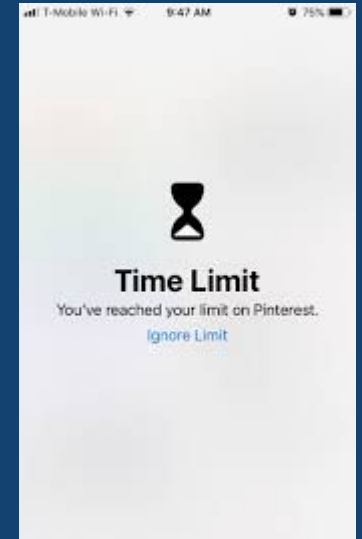 T-Mobile Wi-Fi 9:47 AM 75%
Time Limit
You've reached your limit on Pinterest.
Ignore Limit